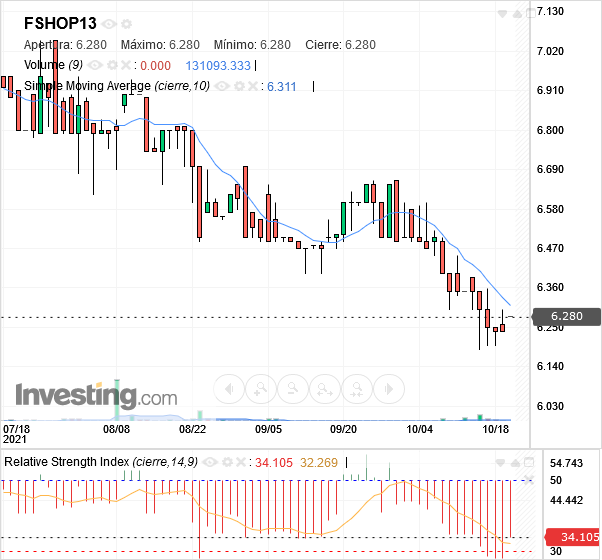 FSHOP13
Apertura: 6.280 Máximo: 6.280 Mínimo: 6.280 Cierre: 6.280
Volume (9) : 0.000 131093.333
Simple Moving Average (cierre,10) 6.311
7.130
7.020
6.910
6.800
6.690
6.580
6.470
6.360
6.280
6.250
6.140
6.030
Investing.com
07/18 08/08 08/22 09/05 09/20 10/04 10/18
2021
Relative Strength Index (cierre,14,9) : 34.105 32.269
54.743
50 50
44.442
34.105
30 30